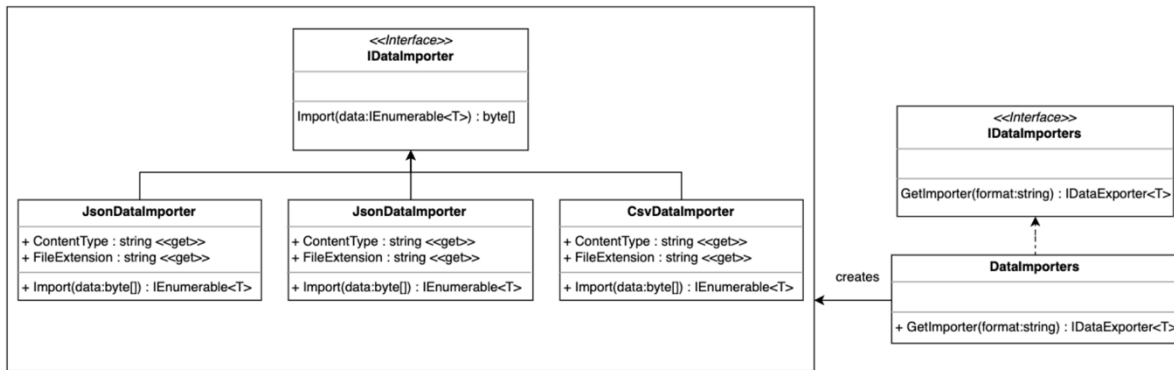 <<Interface>>
IDataImporter
Import(data:IEnumerable<T>) : byte[]
JsonDataImporter
+ ContentType : string <<get>>
+ FileExtension : string <<get>>
+ Import(data:byte[]) : IEnumerable<T>
JsonDataImporter
+ ContentType : string <<get>>
+ FileExtension : string <<get>>
+ Import(data:byte[]) : IEnumerable<T>
CsvDataImporter
+ ContentType : string <<get>>
+ FileExtension : string <<get>>
+ Import(data:byte[]) : IEnumerable<T>
<<Interface>>
IDataImporters
GetImporter(format:string) : IDataExporter<T>
creates
DataImporters
+ GetImporter(format:string) : IDataExporter<T>